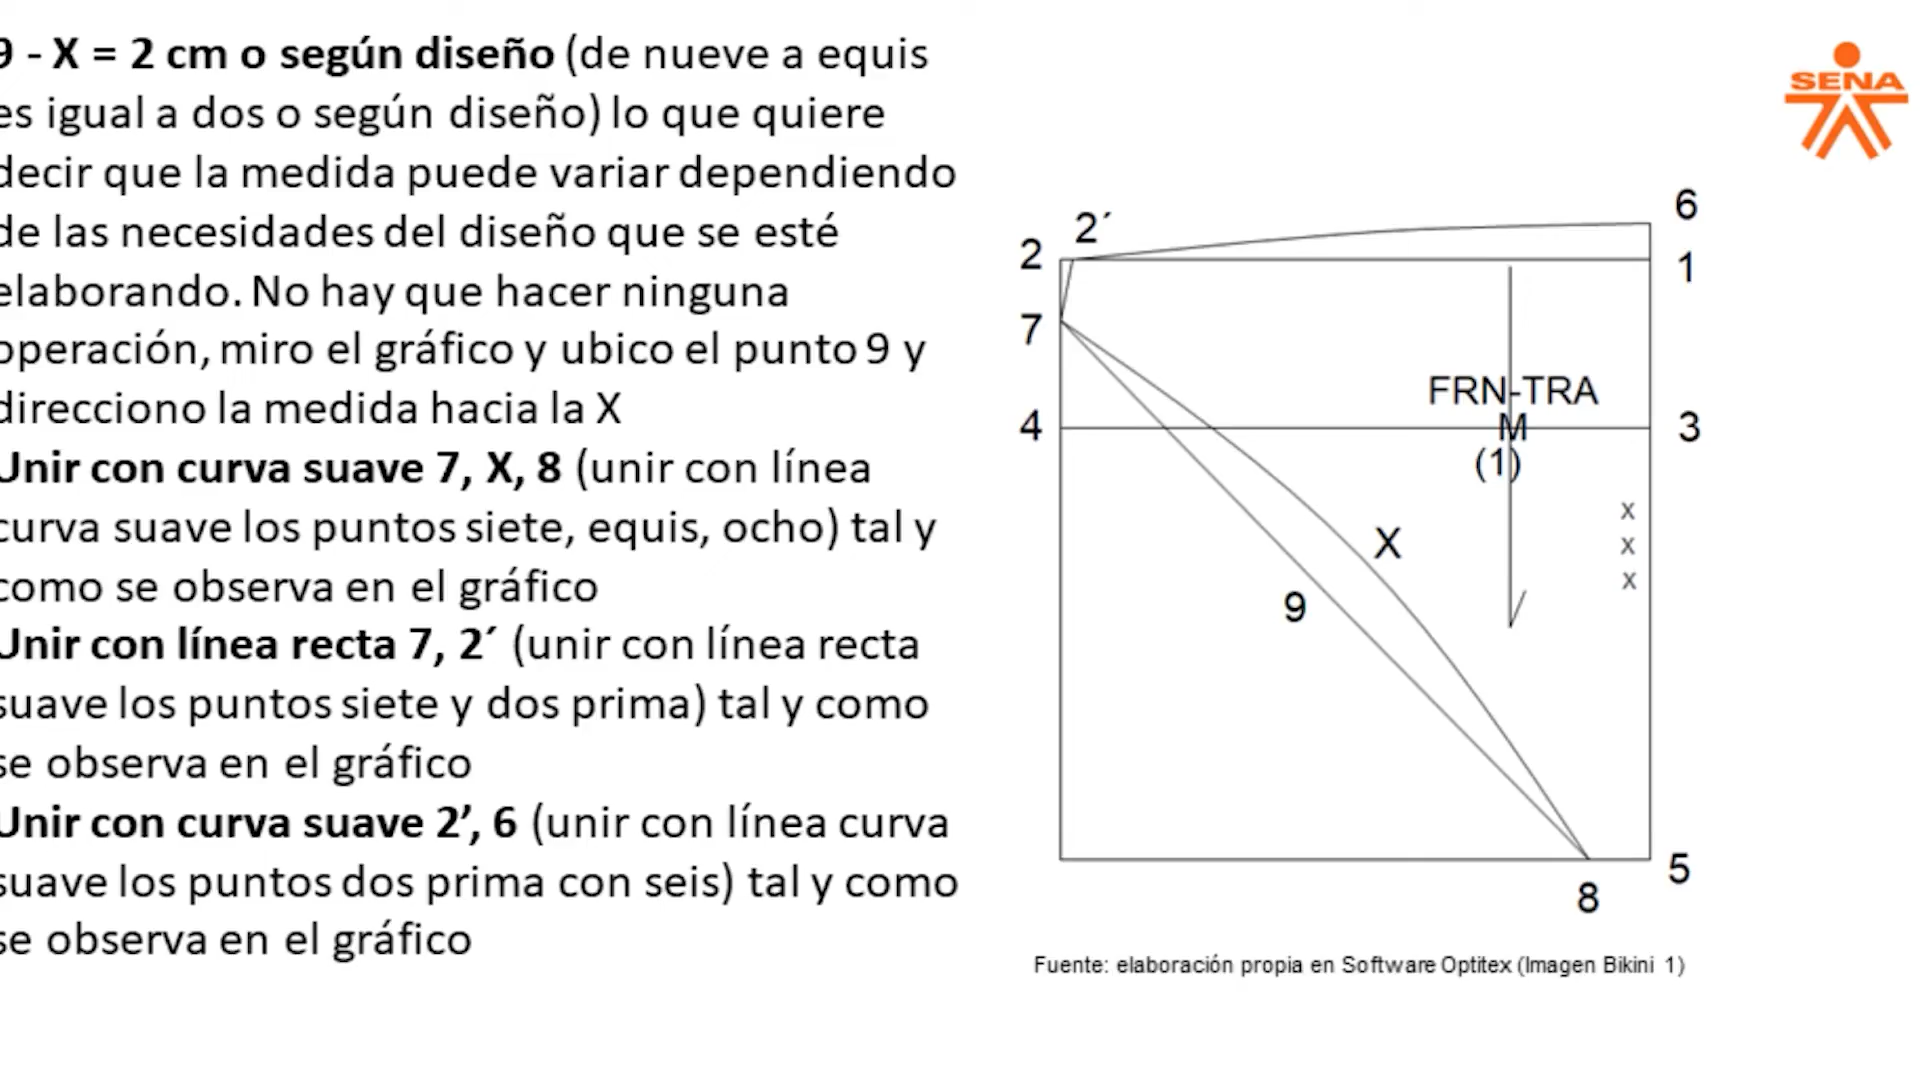 9 - X = 2 cm o según diseño (de nueve a equis
es igual a dos o según diseño) lo que quiere
decir que la medida puede variar dependiendo
de las necesidades del diseño que se esté
elaborando. No hay que hacer ninguna
operación, miro el gráfico y ubico el punto 9 y
direcciono la medida hacia la X
Unir con curva suave 7, X, 8 (unir con línea
curva suave los puntos siete, equis, ocho) tal y
como se observa en el gráfico
Unir con línea recta 7, 2´ (unir con línea recta
suave los puntos siete y dos prima) tal y como
se observa en el gráfico
Unir con curva suave 2’, 6 (unir con línea curva
suave los puntos dos prima con seis) tal y como
se observa en el gráfico
SENA
6
2´
2
1
7
FRN-TRA
4
M
3
(1)
x
X
x
x
9
5
8
Fuente: elaboración propia en Software Optitex (Imagen Bikini 1)